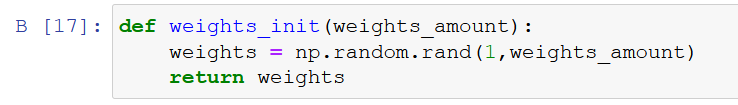 В [17]: def weights_init(weights_amount):
weights = np.random.rand(1,weights_amount)
return weights